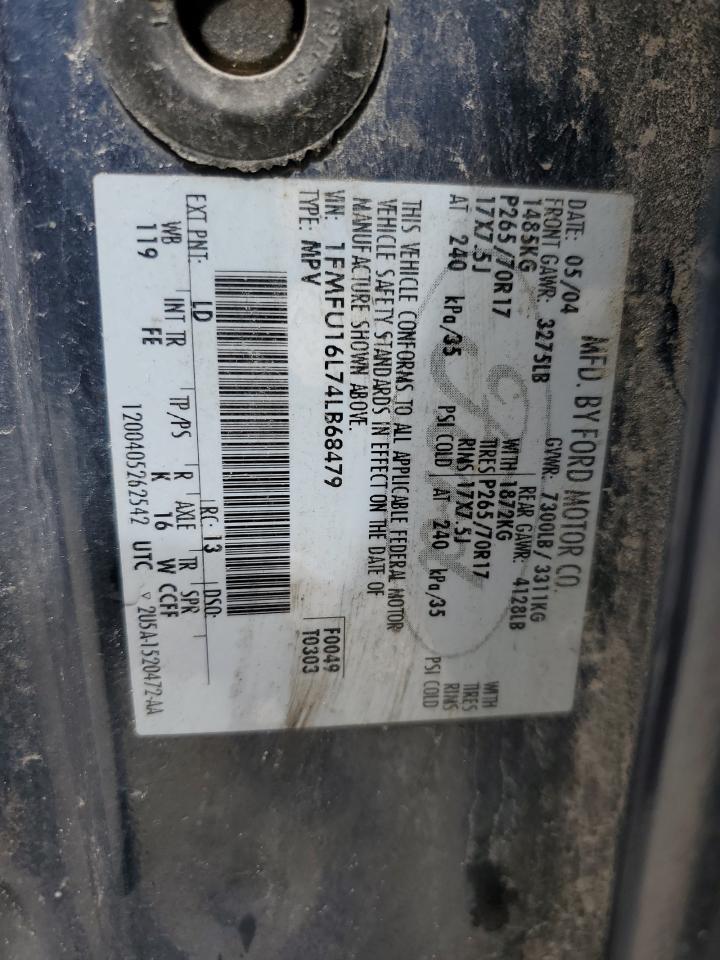 MFD. BY FORD MOTOR CO.
DATE: 05/04 GVWR: 7300LB / 3311KG
FRONT GAWR: 3275LB REAR GAWR: 4128LB
1485KG WITH 1872KG WITH
P265/70R17 TIRES P265/70R17 TIRES
17X7.5J RIMS 17X7.5J RIMS
AT 240 kPa/35 PSI COLD AT 240 kPa/35 PSI COLD
THIS VEHICLE CONFORMS TO ALL APPLICABLE FEDERAL MOTOR
VEHICLE SAFETY STANDARDS IN EFFECT ON THE DATE OF
MANUFACTURE SHOWN ABOVE.
VIN: 1FMFU16L74LB68479 F0049
TYPE: MPV T0303
EXT PNT: LD RC: 13 DSO:
WB INT TR TP/PS R AXLE TR SPR
119 FE K 16 W CCFF
1200405262342 UTC 2U5A-1520472-AA